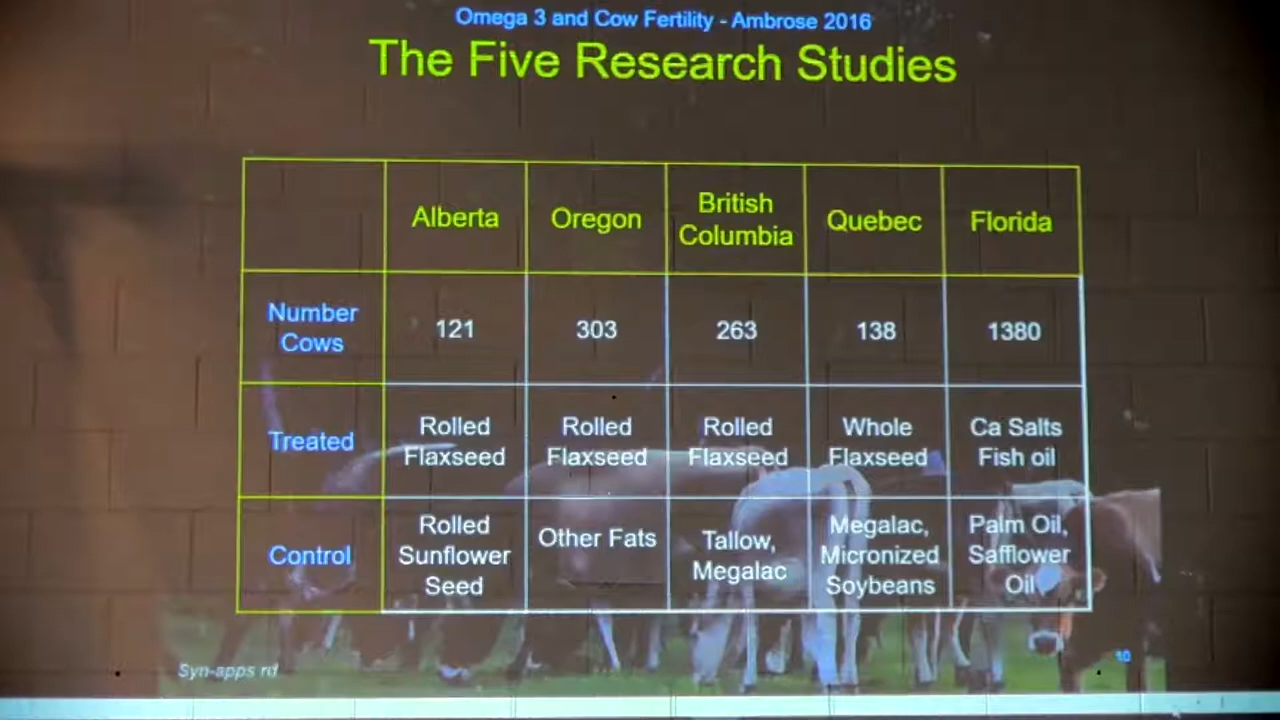 Omega 3 and Cow Fertility - Ambrose 2016
The Five Research Studies
Alberta
Oregon
British
Columbia
Quebec
Florida
Number
Cows
121
303
263
138
1380
Treated
Rolled
Flaxseed
Rolled
Flaxseed
Rolled
Flaxseed
Whole
Flaxseed
Ca Salts
Fish oil
Control
Rolled
Sunflower
Seed
Other Fats
Tallow,
Megalac
Megalac,
Micronized
Soybeans
Palm Oil,
Safflower
Oil
Syn-apps rd
10